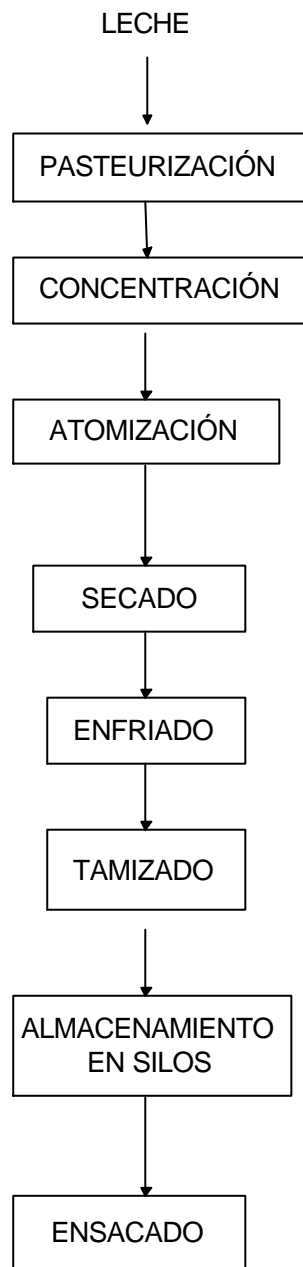 LECHE
PASTEURIZACIÓN
CONCENTRACIÓN
ATOMIZACIÓN
SECADO
ENFRIADO
TAMIZADO
ALMACENAMIENTO
EN SILOS
ENSACADO